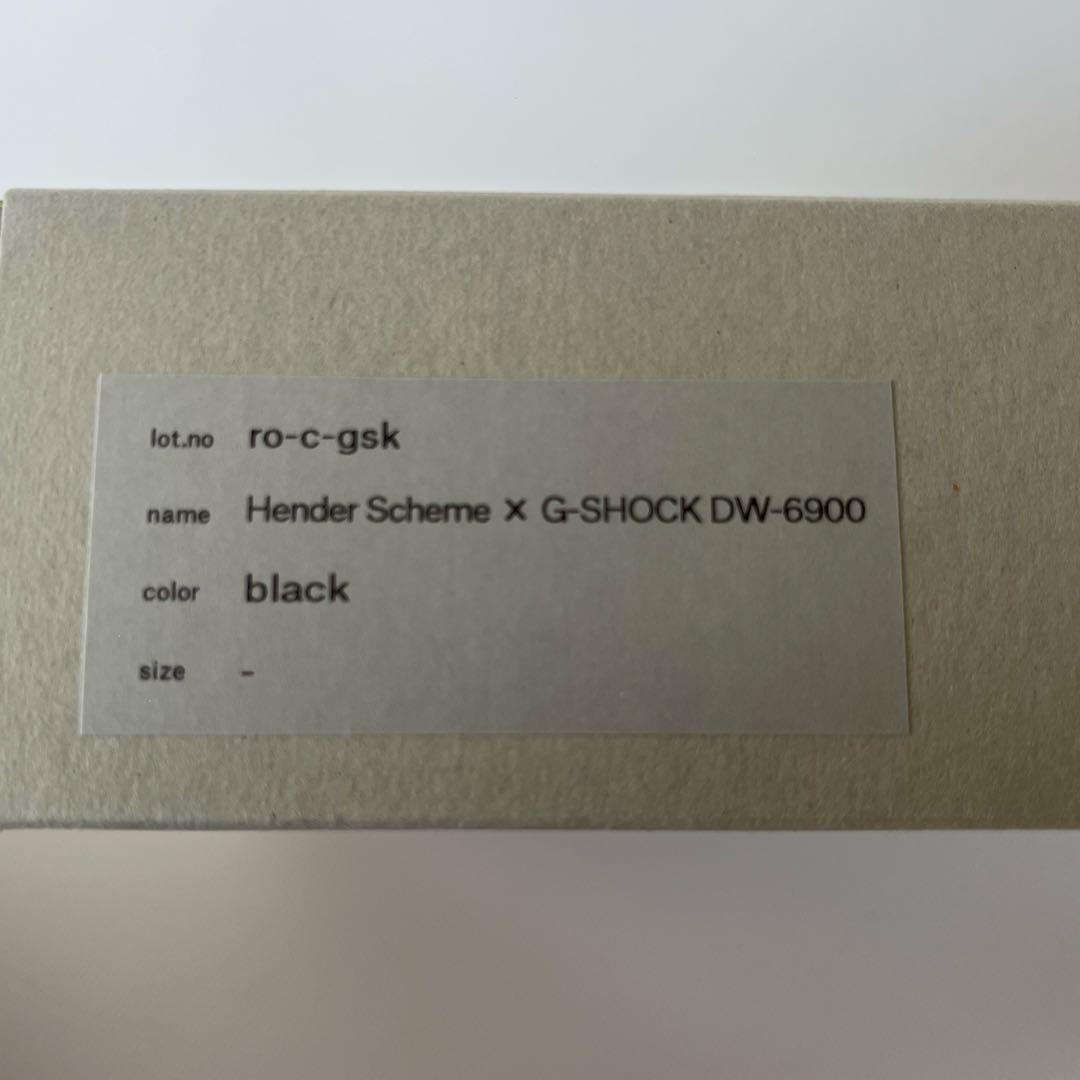 lot.no ro-c-gsk
name Hender Scheme × G-SHOCK DW-6900
color black
size -